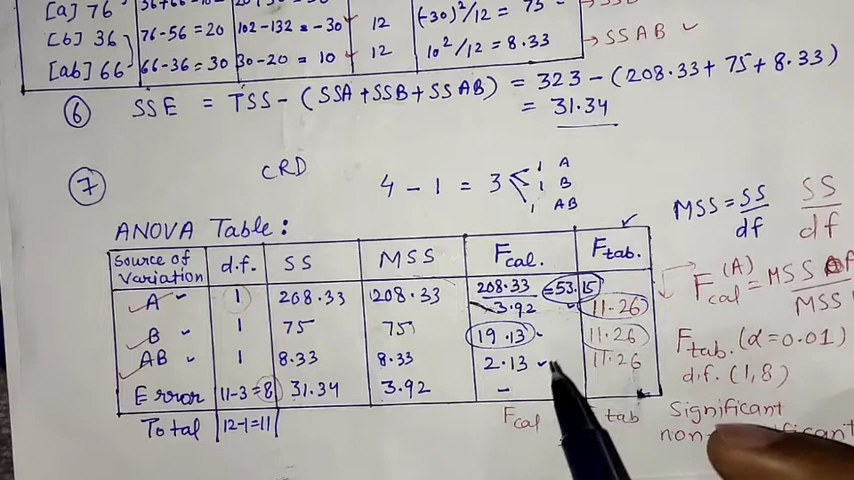 [a] 76
[b] 36 76-56 = 20 102-132 = -30 12 (-30)²/12 = 75
[ab] 66 66-36 = 30 30-20 = 10 12 10²/12 = 8.33 → SSAB
⑥ SSE = TSS - (SSA + SSB + SSAB) = 323 - (208.33 + 75 + 8.33)
= 31.34
⑦ CRD
4 - 1 = 3 1 A
1 B
1 AB
MSS = SS/df SS/df
ANOVA Table:
Source of Variation d.f. SS MSS Fcal. Ftab.
A 1 208.33 208.33 208.33/3.92 = 53.15 11.26
B 1 75 75 19.13 11.26
AB 1 8.33 8.33 2.13 11.26
Error 11-3=8 31.34 3.92 -
Total 12-1=11
Fcal tab
Fcal (A) = MSS
MSS
Ftab. (α=0.01)
d.f. (1,8)
Significant